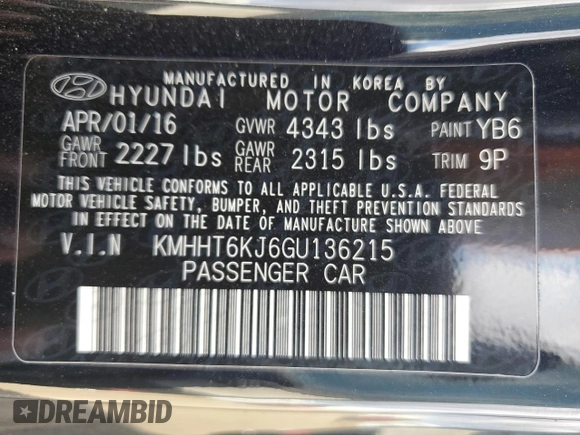 MANUFACTURED IN KOREA BY
HYUNDAI MOTOR COMPANY
APR/01/16 GVWR 4343 lbs PAINT YB6
GAWR FRONT 2227 lbs GAWR REAR 2315 lbs TRIM 9P
THIS VEHICLE CONFORMS TO ALL APPLICABLE U.S.A. FEDERAL
MOTOR VEHICLE SAFETY, BUMPER, AND THEFT PREVENTION STANDARDS
IN EFFECT ON THE DATE OF MANUFACTURE SHOWN ABOVE.
V.I.N KMHHT6KJ6GU136215
PASSENGER CAR
DREAMBID